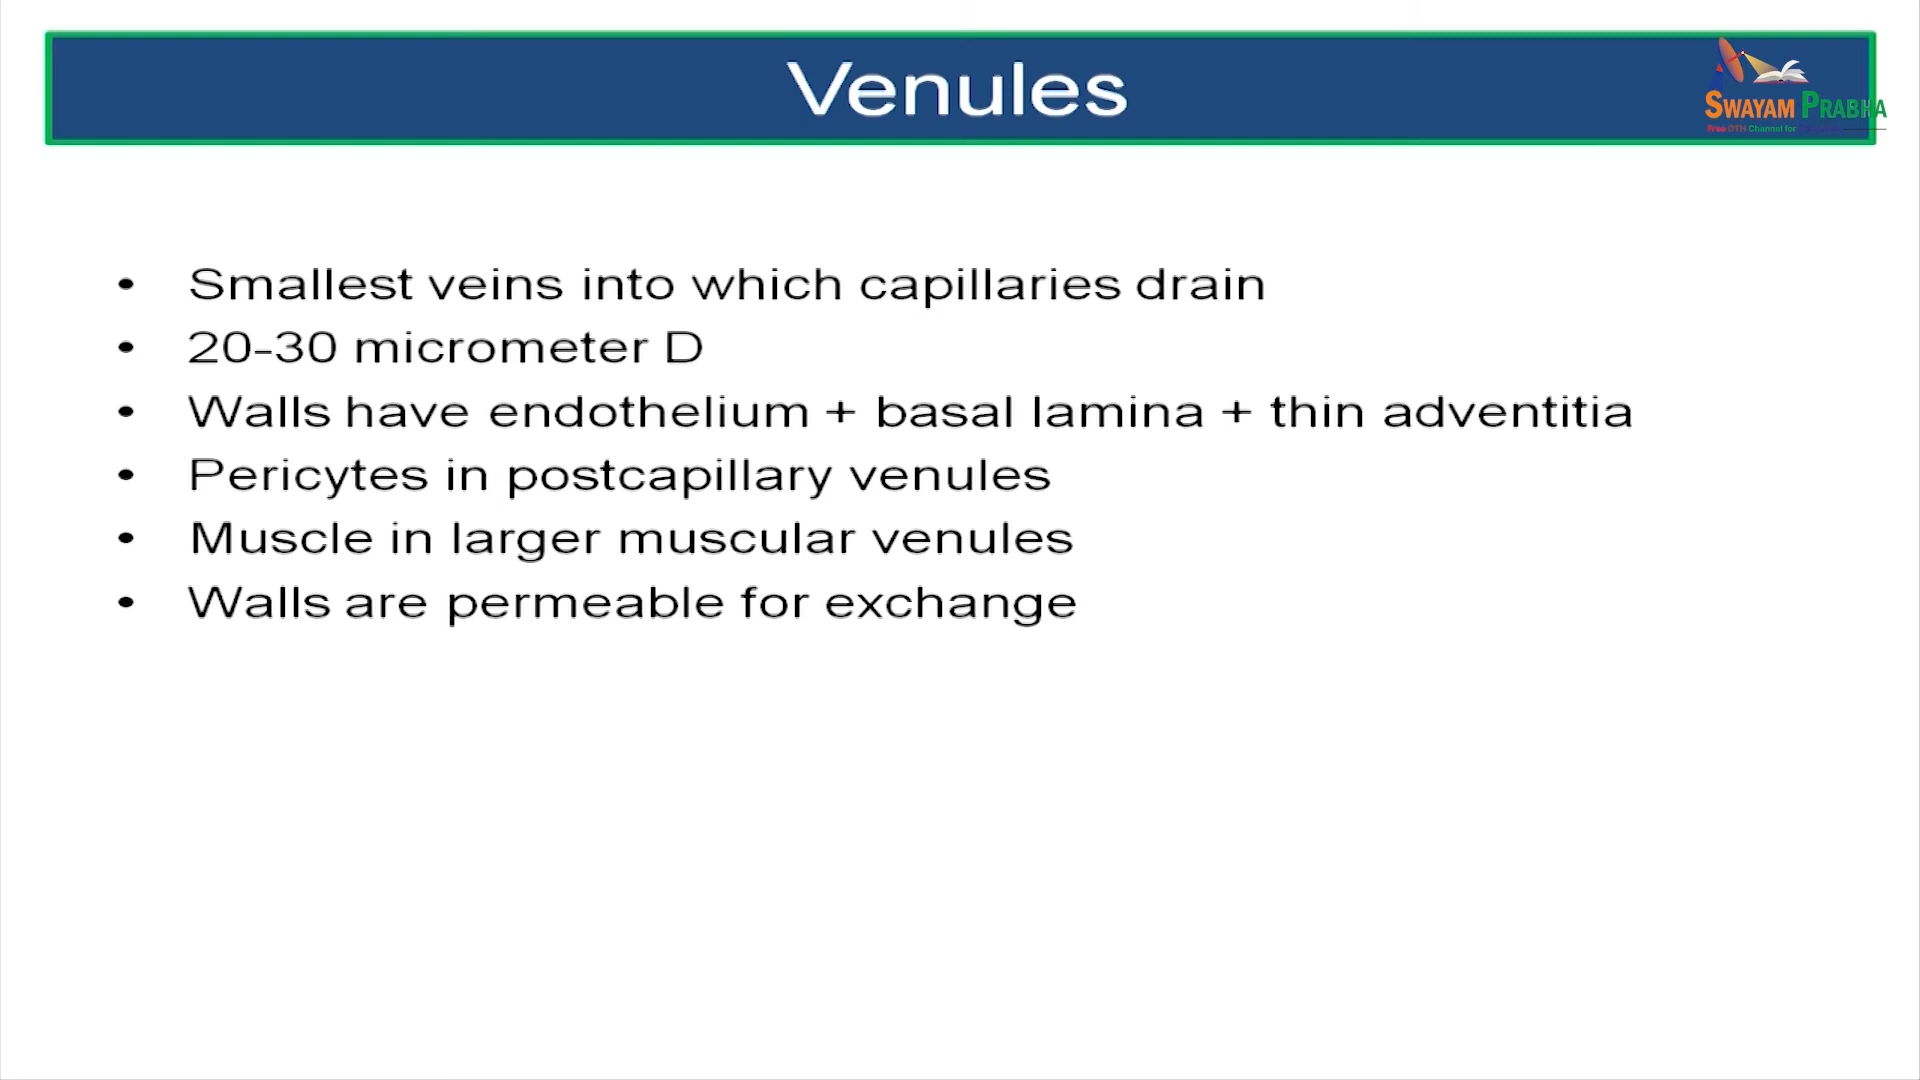 Venules
SWAYAM PRABHA
Free DTH Channel for
• Smallest veins into which capillaries drain
• 20-30 micrometer D
• Walls have endothelium + basal lamina + thin adventitia
• Pericytes in postcapillary venules
• Muscle in larger muscular venules
• Walls are permeable for exchange